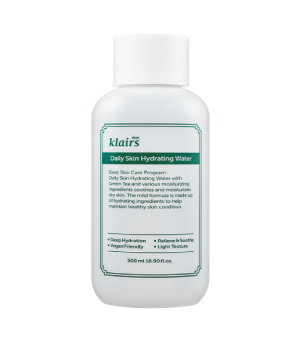 dear
klairs
Daily Skin Hydrating Water
Basic Skin Care Program :
Daily Skin Hydrating Water with
Green Tea and various moisturizing
ingredients soothes and moisturizes
dry skin. The mild formula is made up
of hydrating ingredients to help
maintain healthy skin condition.
• Deep Hydration • Relieve & Soothe
• Vegan Friendly • Light Texture
500 ml 16.90 fl oz